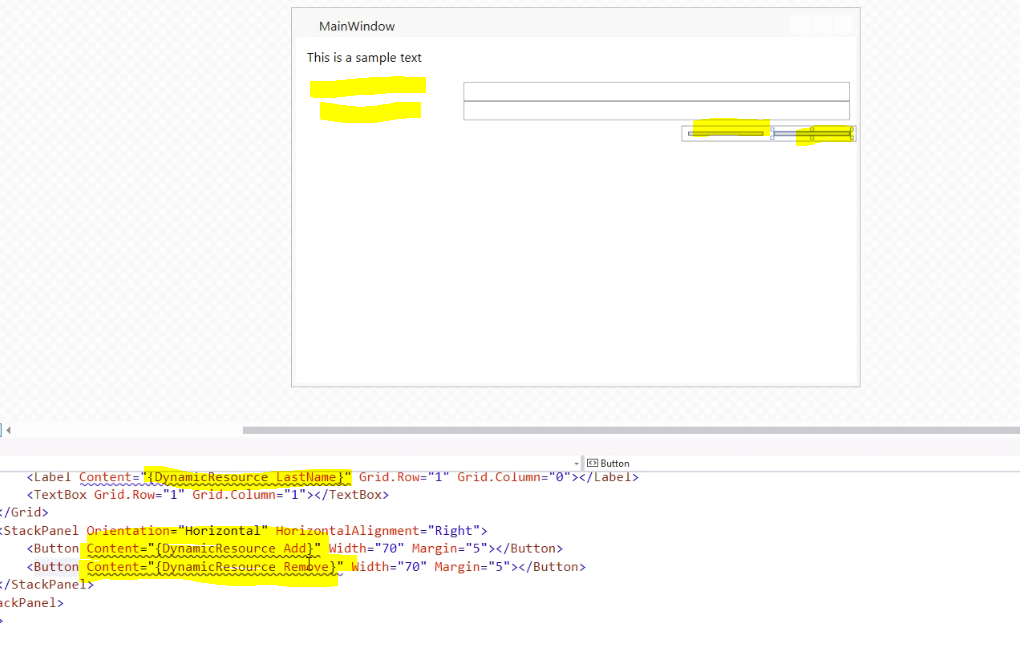 MainWindow
This is a sample text
Button
<Label Content="{DynamicResource LastName}" Grid.Row="1" Grid.Column="0"></Label>
<TextBox Grid.Row="1" Grid.Column="1"></TextBox>
</Grid>
<StackPanel Orientation="Horizontal" HorizontalAlignment="Right">
<Button Content="{DynamicResource Add}" Width="70" Margin="5"></Button>
<Button Content="{DynamicResource Remove}" Width="70" Margin="5"></Button>
</StackPanel>
ackPanel>
>